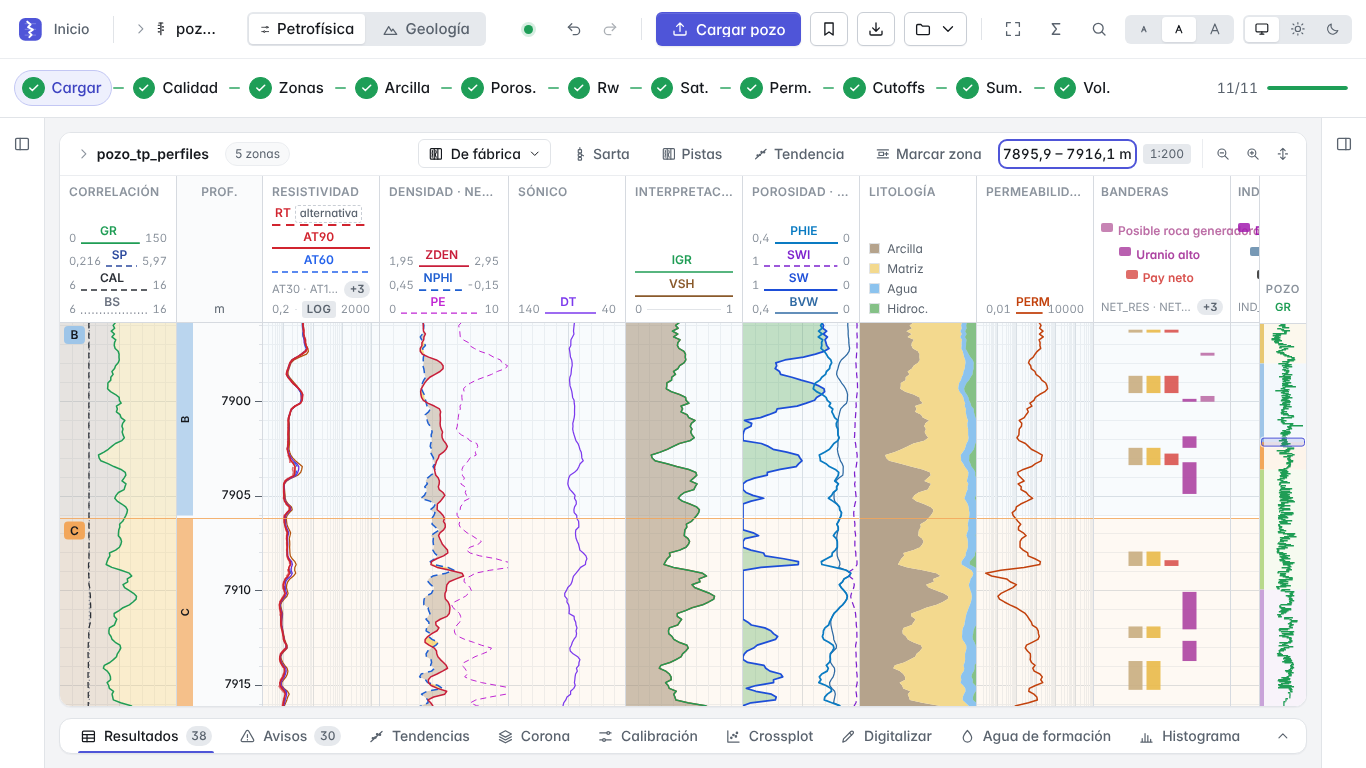 Inicio
poz...
Petrofísica
Geología
Cargar pozo
Σ
A
A
A
Cargar
Calidad
Zonas
Arcilla
Poros.
Rw
Sat.
Perm.
Cutoffs
Sum.
Vol.
11/11
pozo_tp_perfiles
5 zonas
De fábrica
Sarta
Pistas
Tendencia
Marcar zona
7895,9 – 7916,1 m
1:200
CORRELACIÓN
PROF.
RESISTIVIDAD
DENSIDAD · NE...
SÓNICO
INTERPRETAC...
POROSIDAD · ...
LITOLOGÍA
PERMEABILID...
BANDERAS
IND
0 GR 150
0,216 SP 5,97
6 CAL 16
6 BS 16
m
RT alternativa
AT90
AT60
AT30 · AT1... +3
0,2 LOG 2000
1,95 ZDEN 2,95
0,45 NPHI -0,15
0 PE 10
140 DT 40
IGR
VSH
0 1
0,4 PHIE 0
1 SWI 0
1 SW 0
0,4 BVW 0
Arcilla
Matriz
Agua
Hidroc.
0,01 PERM 10000
Posible roca generadora
Uranio alto
Pay neto
NET_RES · NET... +3
IND_
POZO
GR
B
B
7900
7905
C
C
7910
7915
Resultados 38
Avisos 30
Tendencias
Corona
Calibración
Crossplot
Digitalizar
Agua de formación
Histograma